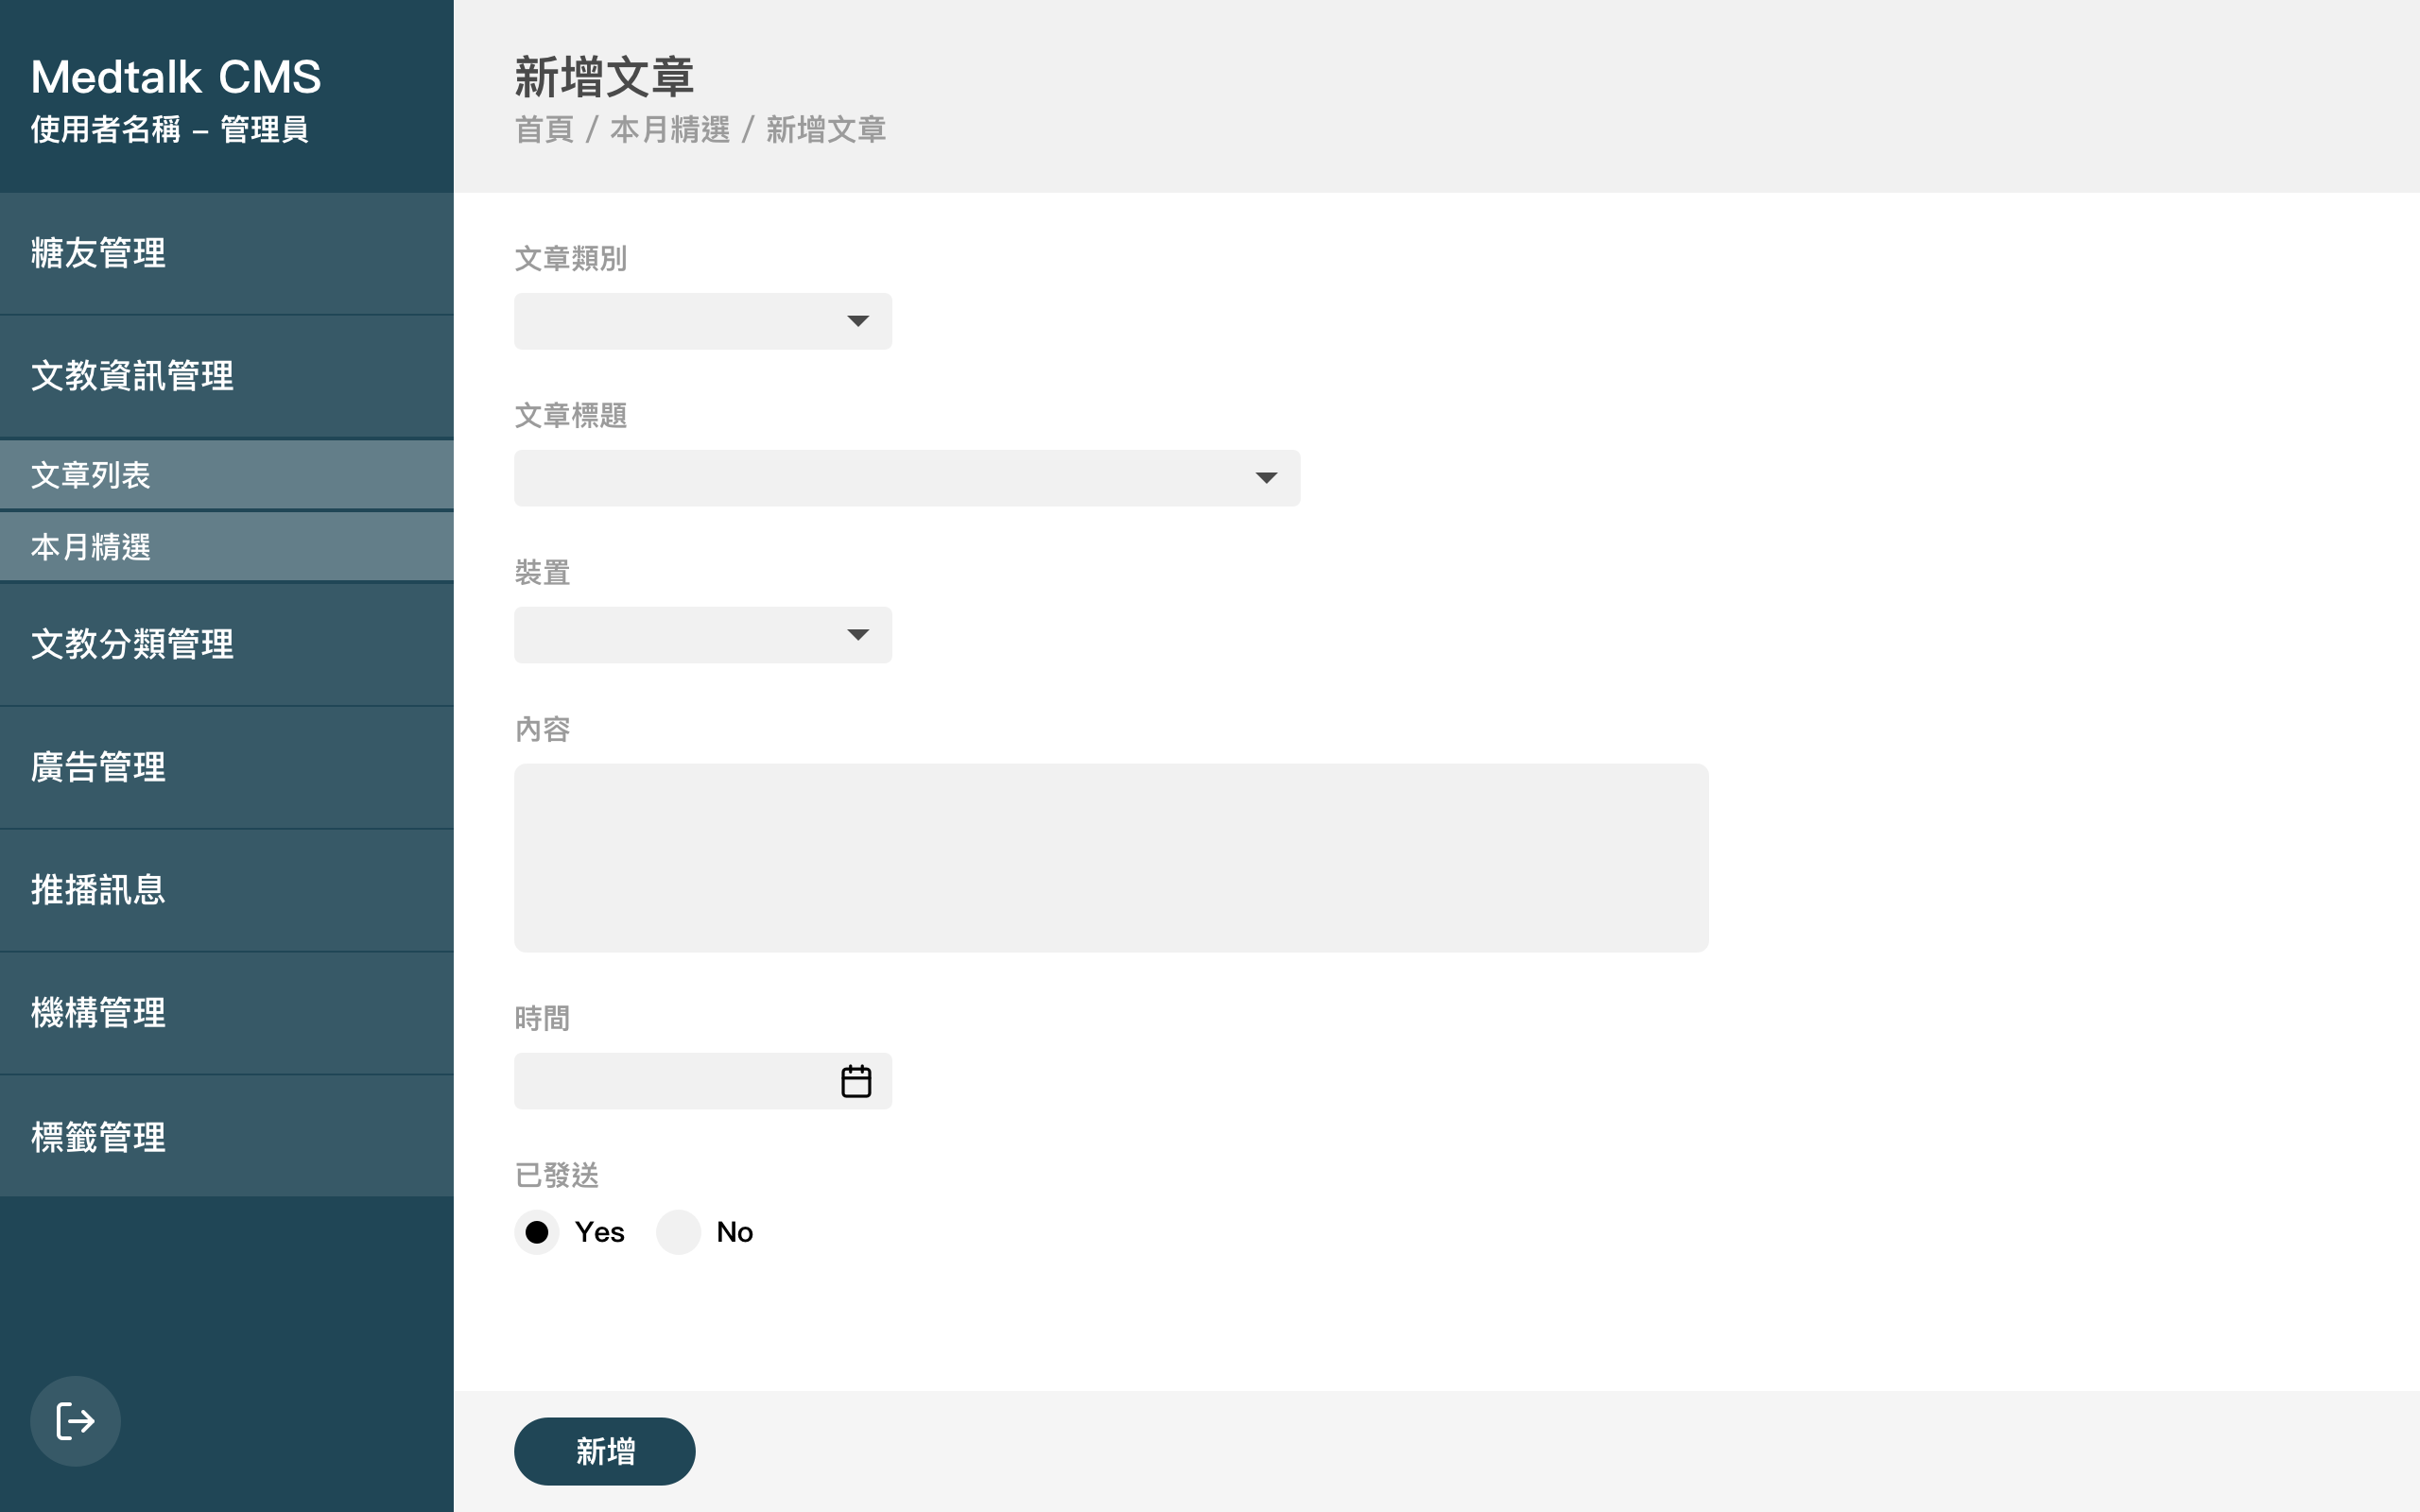 Medtalk CMS
使用者名稱 – 管理員
糖友管理
文教資訊管理
文章列表
本月精選
文教分類管理
廣告管理
推播訊息
機構管理
標籤管理
新增文章
首頁 / 本月精選 / 新增文章
文章類別
文章標題
裝置
內容
時間
已發送
Yes No
新增